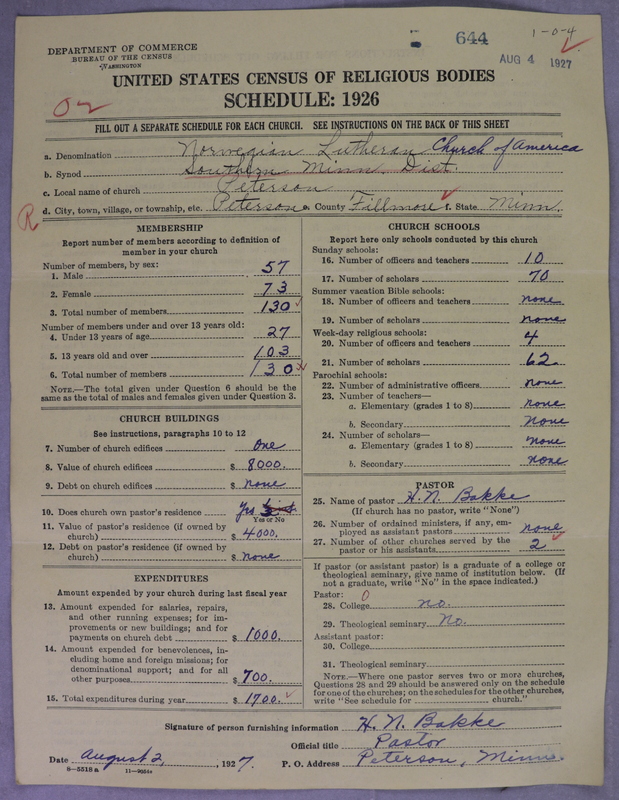 DEPARTMENT OF COMMERCE
BUREAU OF THE CENSUS
WASHINGTON
644
1-0-4
AUG 4 1927
UNITED STATES CENSUS OF RELIGIOUS BODIES
SCHEDULE: 1926
FILL OUT A SEPARATE SCHEDULE FOR EACH CHURCH. SEE INSTRUCTIONS ON THE BACK OF THIS SHEET
a. Denomination Norwegian Lutheran Church of America
b. Synod Southern Minn. Dist.
c. Local name of church Peterson
R
d. City, town, village, or township, etc. Peterson e. County Fillmore f. State Minn.
MEMBERSHIP
Report number of members according to definition of
member in your church
Number of members, by sex:
1. Male 57
2. Female 73
3. Total number of members 130
Number of members under and over 13 years old:
4. Under 13 years of age 27
5. 13 years old and over 103
6. Total number of members 130
NOTE.—The total given under Question 6 should be
same as the total of males and females given under Question 3.
CHURCH BUILDINGS
See instructions, paragraphs 10 to 12
7. Number of church edifices one
8. Value of church edifices $ 8000.
9. Debt on church edifices $ none
10. Does church own pastor's residence Yes
Yes or No
11. Value of pastor's residence (if owned by
church) $ 4000.
12. Debt on pastor's residence (if owned by
church) $ none
EXPENDITURES
Amount expended by your church during last fiscal year
13. Amount expended for salaries, repairs,
and other running expenses; for im-
provements or new buildings; and for
payments on church debt $ 1000.
14. Amount expended for benevolences, in-
cluding home and foreign missions; for
denominational support; and for all
other purposes $ 700.
15. Total expenditures during year $ 1700.
CHURCH SCHOOLS
Report here only schools conducted by this church
Sunday schools:
16. Number of officers and teachers 10
17. Number of scholars 70
Summer vacation Bible schools:
18. Number of officers and teachers none
19. Number of scholars none
Week-day religious schools:
20. Number of officers and teachers 4
21. Number of scholars 62
Parochial schools:
22. Number of administrative officers none
23. Number of teachers—
a. Elementary (grades 1 to 8) none
b. Secondary none
24. Number of scholars—
a. Elementary (grades 1 to 8) none
b. Secondary none
PASTOR
25. Name of pastor H. N. Bakke
(If church has no pastor, write "None")
26. Number of ordained ministers, if any, em-
ployed as assistant pastors none
27. Number of other churches served by the
pastor or his assistants 2
If pastor (or assistant pastor) is a graduate of a college or
theological seminary, give name of institution below. (If
not a graduate, write "No" in the space indicated.)
Pastor: 0
28. College no.
29. Theological seminary No.
Assistant pastor:
30. College
31. Theological seminary
NOTE.—Where one pastor serves two or more churches,
Questions 28 and 29 should be answered only on the schedule
for one of the churches; on the schedules for the other churches,
write "See schedule for church."
Signature of person furnishing information H. N. Bakke
Official title Pastor
Date august 2, 1927. P. O. Address Peterson, Minn.
8—5518 a